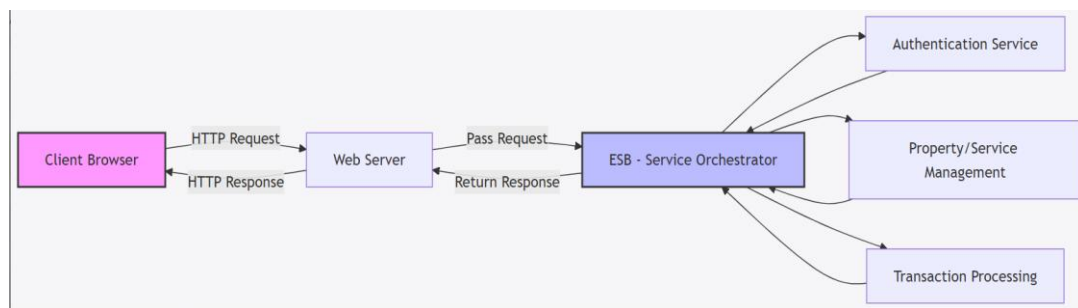 Authentication Service
HTTP Request
Pass Request
Client Browser
Web Server
ESB - Service Orchestrator
Property/Service
Management
HTTP Response
Return Response
Transaction Processing